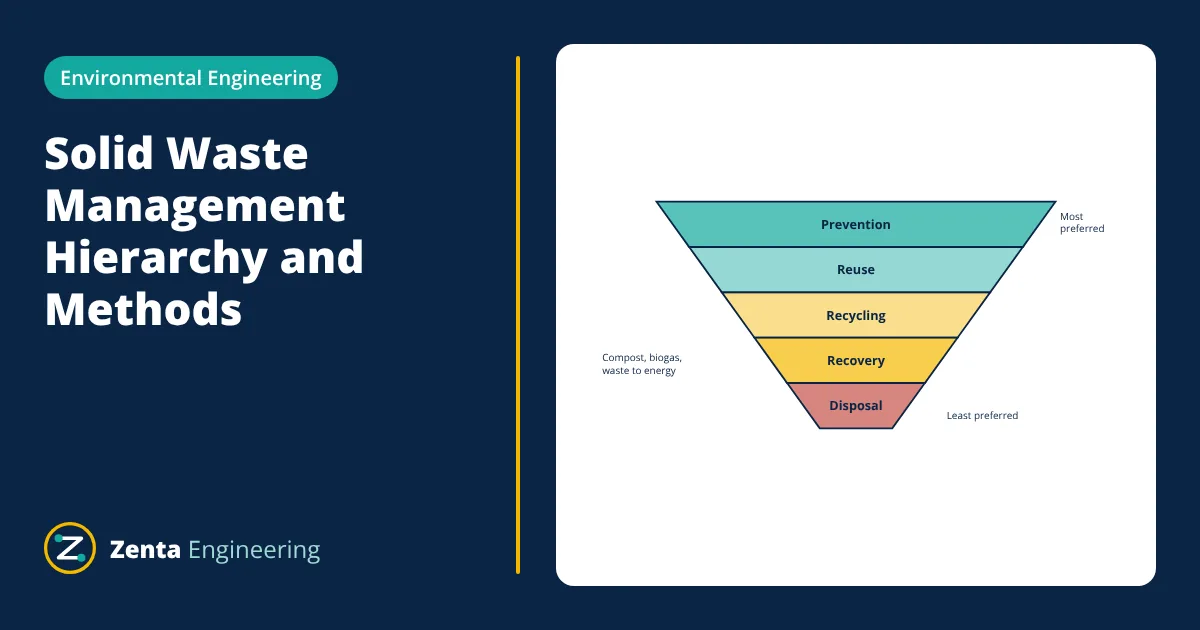 Environmental Engineering
Solid Waste
Management
Hierarchy and
Methods
Zenta Engineering
Prevention
Most
preferred
Reuse
Recycling
Compost, biogas,
waste to energy
Recovery
Disposal
Least preferred